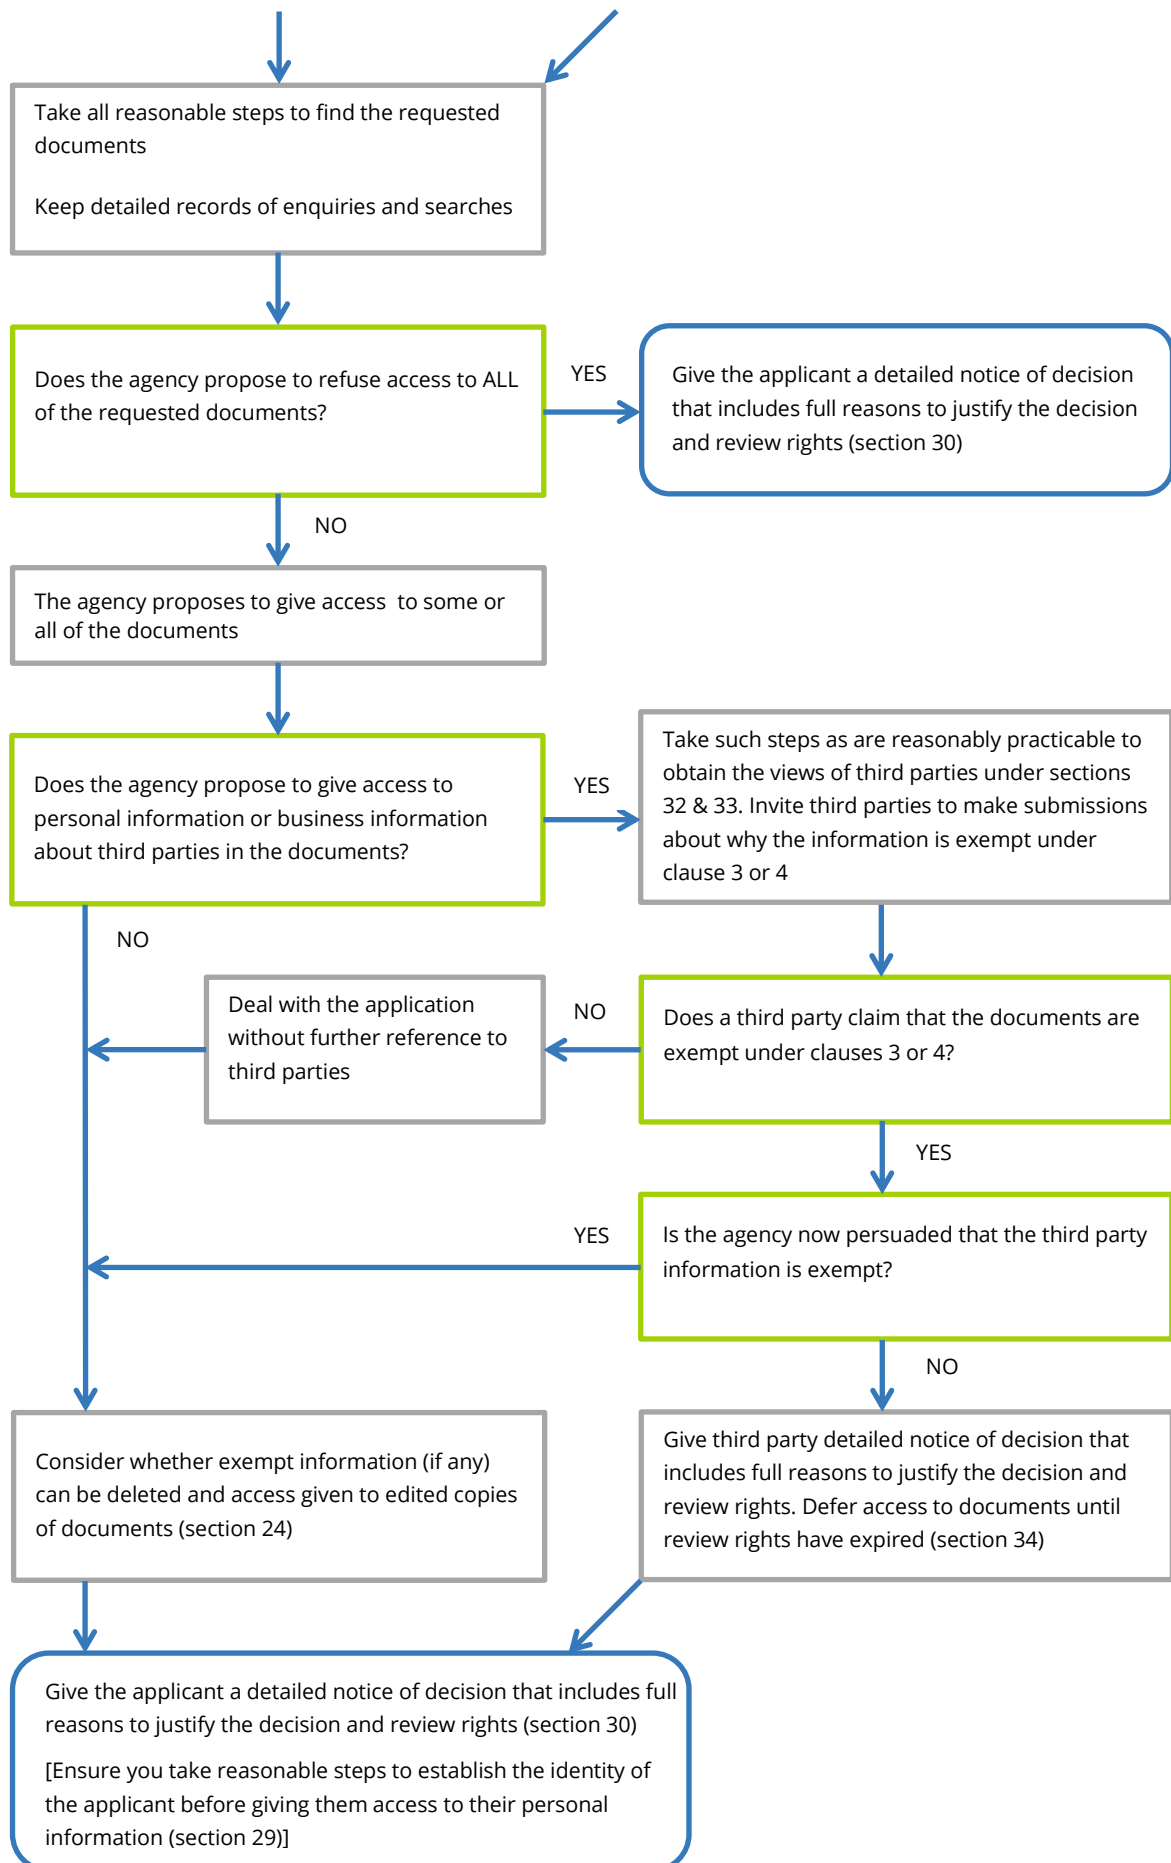 Take all reasonable steps to find the requested
documents
Keep detailed records of enquiries and searches
Does the agency propose to refuse access to ALL
of the requested documents?
YES
Give the applicant a detailed notice of decision
that includes full reasons to justify the decision
and review rights (section 30)
NO
The agency proposes to give access  to some or
all of the documents
Does the agency propose to give access to
personal information or business information
about third parties in the documents?
YES
Take such steps as are reasonably practicable to
obtain the views of third parties under sections
32 & 33. Invite third parties to make submissions
about why the information is exempt under
clause 3 or 4
NO
Deal with the application
without further reference to
third parties
NO
Does a third party claim that the documents are
exempt under clauses 3 or 4?
YES
YES
Is the agency now persuaded that the third party
information is exempt?
NO
Consider whether exempt information (if any)
can be deleted and access given to edited copies
of documents (section 24)
Give third party detailed notice of decision that
includes full reasons to justify the decision and
review rights. Defer access to documents until
review rights have expired (section 34)
Give the applicant a detailed notice of decision that includes full
reasons to justify the decision and review rights (section 30)
[Ensure you take reasonable steps to establish the identity of
the applicant before giving them access to their personal
information (section 29)]